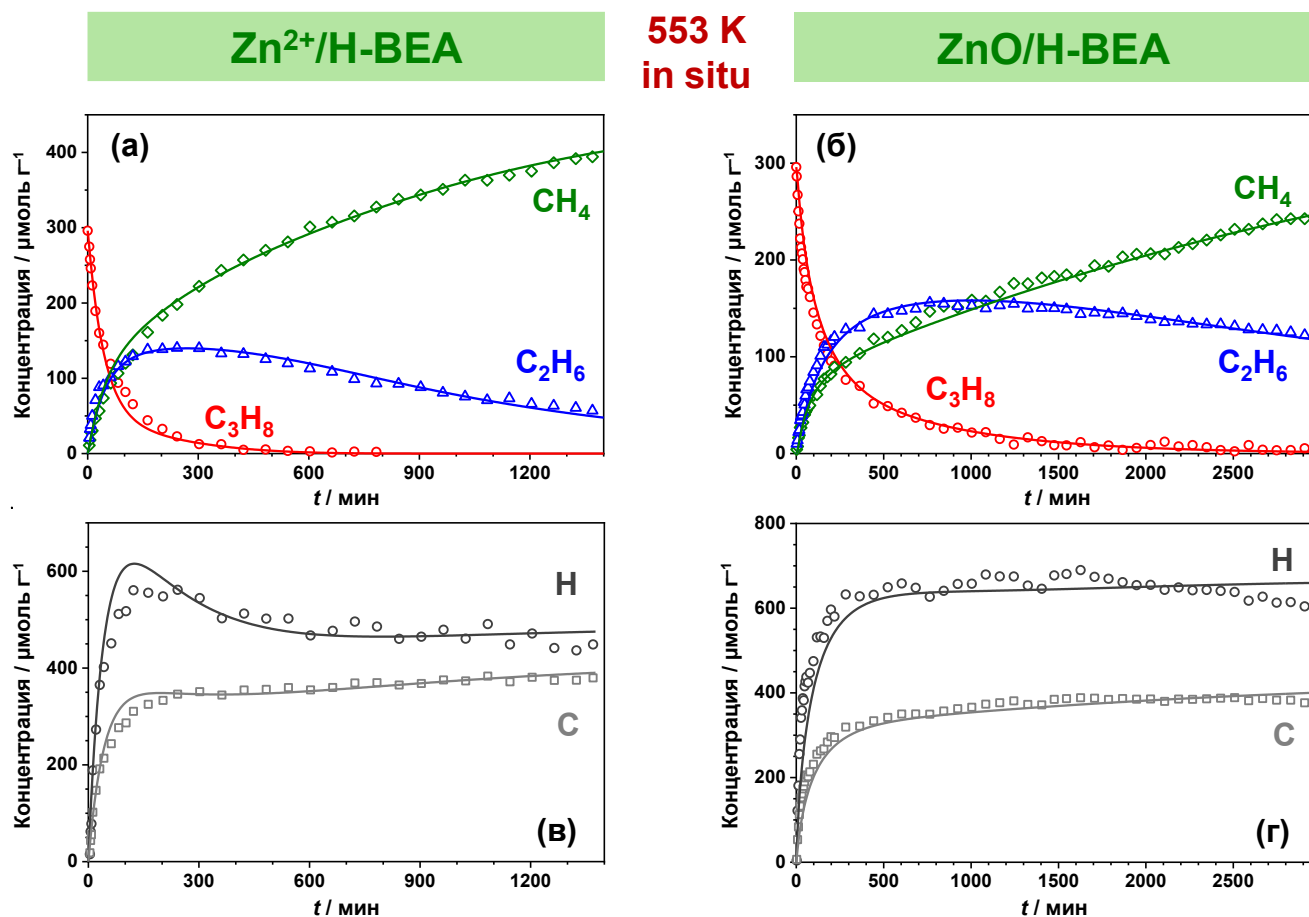 Zn²⁺/H-BEA
553 K
in situ
ZnO/H-BEA
(а)
Концентрация / μмоль г⁻¹
400
300
200
100
0
CH₄
C₂H₆
C₃H₈
0 300 600 900 1200
t / мин
(б)
Концентрация / μмоль г⁻¹
300
200
100
0
CH₄
C₂H₆
C₃H₈
0 500 1000 1500 2000 2500
t / мин
Концентрация / μмоль г⁻¹
600
400
200
0
H
C
(в)
0 300 600 900 1200
t / мин
Концентрация / μмоль г⁻¹
800
600
400
200
0
H
C
(г)
0 500 1000 1500 2000 2500
t / мин